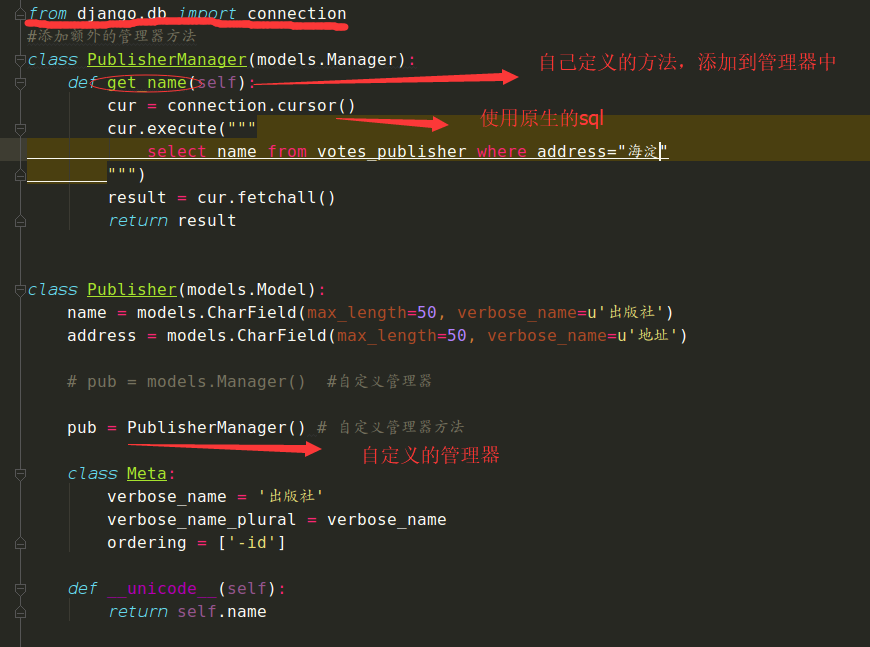 from django.db import connection
#添加额外的管理器方法
class PublisherManager(models.Manager):
def get_name(self):
自己定义的方法，添加到管理器中
cur = connection.cursor()
使用原生的sql
cur.execute("""
select name from votes_publisher where address="海淀"
""")
result = cur.fetchall()
return result
class Publisher(models.Model):
name = models.CharField(max_length=50, verbose_name=u'出版社')
address = models.CharField(max_length=50, verbose_name=u'地址')
# pub = models.Manager()  #自定义管理器
pub = PublisherManager() # 自定义管理器方法
自定义的管理器
class Meta:
verbose_name = '出版社'
verbose_name_plural = verbose_name
ordering = ['-id']
def __unicode__(self):
return self.name